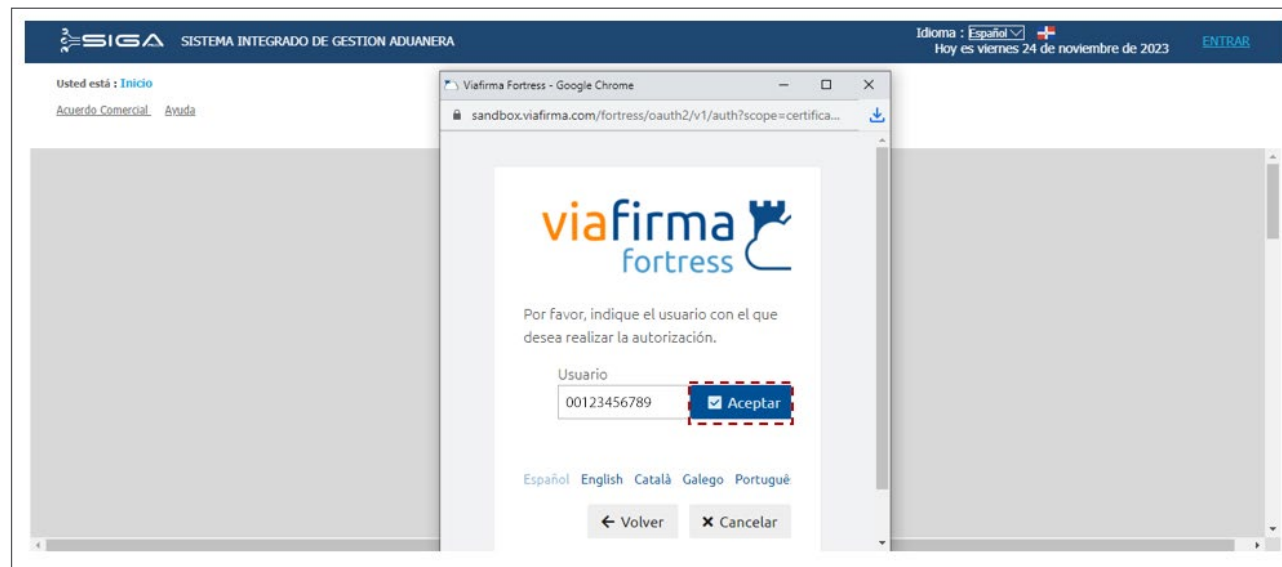 SIGA SISTEMA INTEGRADO DE GESTION ADUANERA
Idioma : Español
Hoy es viernes 24 de noviembre de 2023
ENTRAR
Usted está : Inicio
Acuerdo Comercial Ayuda
Viafirma Fortress - Google Chrome
sandbox.viafirma.com/fortress/oauth2/v1/auth?scope=certifica...
viafirma
fortress
Por favor, indique el usuario con el que
desea realizar la autorización.
Usuario
00123456789 Aceptar
Español English Català Galego Portuguê
Volver Cancelar